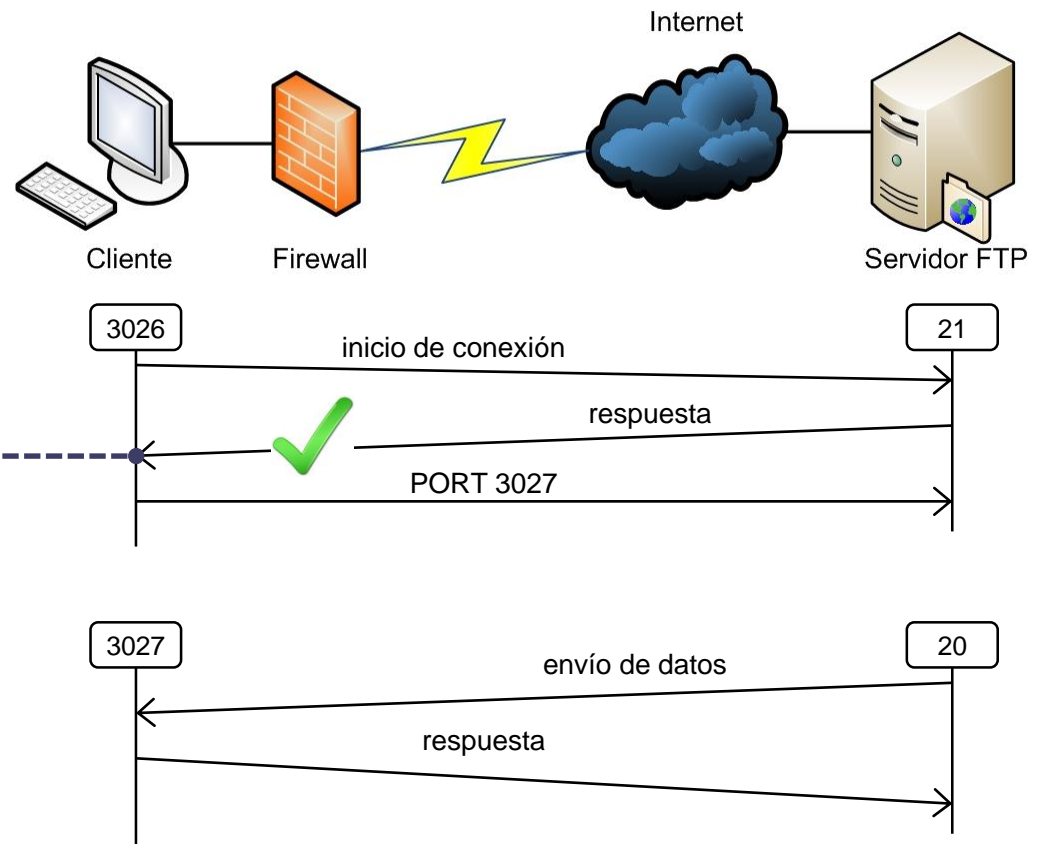 Internet
Cliente
Firewall
Servidor FTP
3026
21
inicio de conexión
respuesta
PORT 3027
3027
20
envío de datos
respuesta